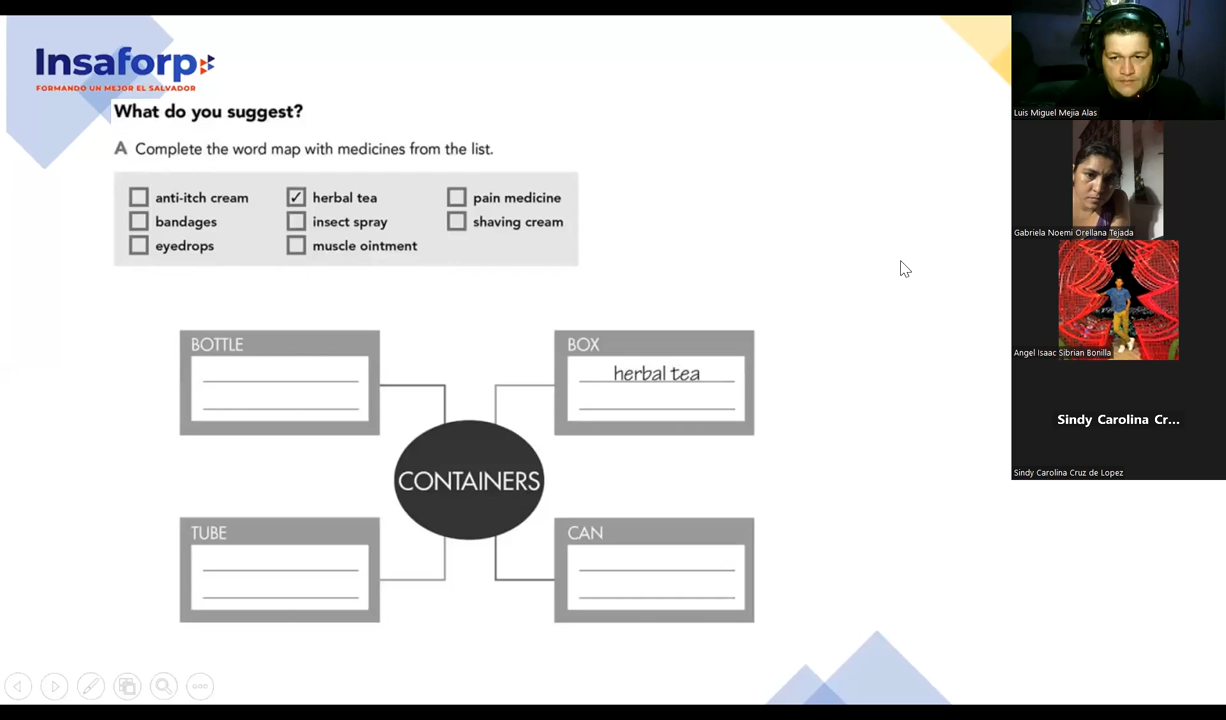 Insaforp
FORMANDO UN MEJOR EL SALVADOR
What do you suggest?
A Complete the word map with medicines from the list.
anti-itch cream
bandages
eyedrops
✓ herbal tea
insect spray
muscle ointment
pain medicine
shaving cream
BOTTLE
BOX
herbal tea
CONTAINERS
TUBE
CAN
Luis Miguel Mejia Alas
Gabriela Noemi Orellana Tejada
Angel Isaac Sibrian Bonilla
Sindy Carolina Cr...
Sindy Carolina Cruz de Lopez